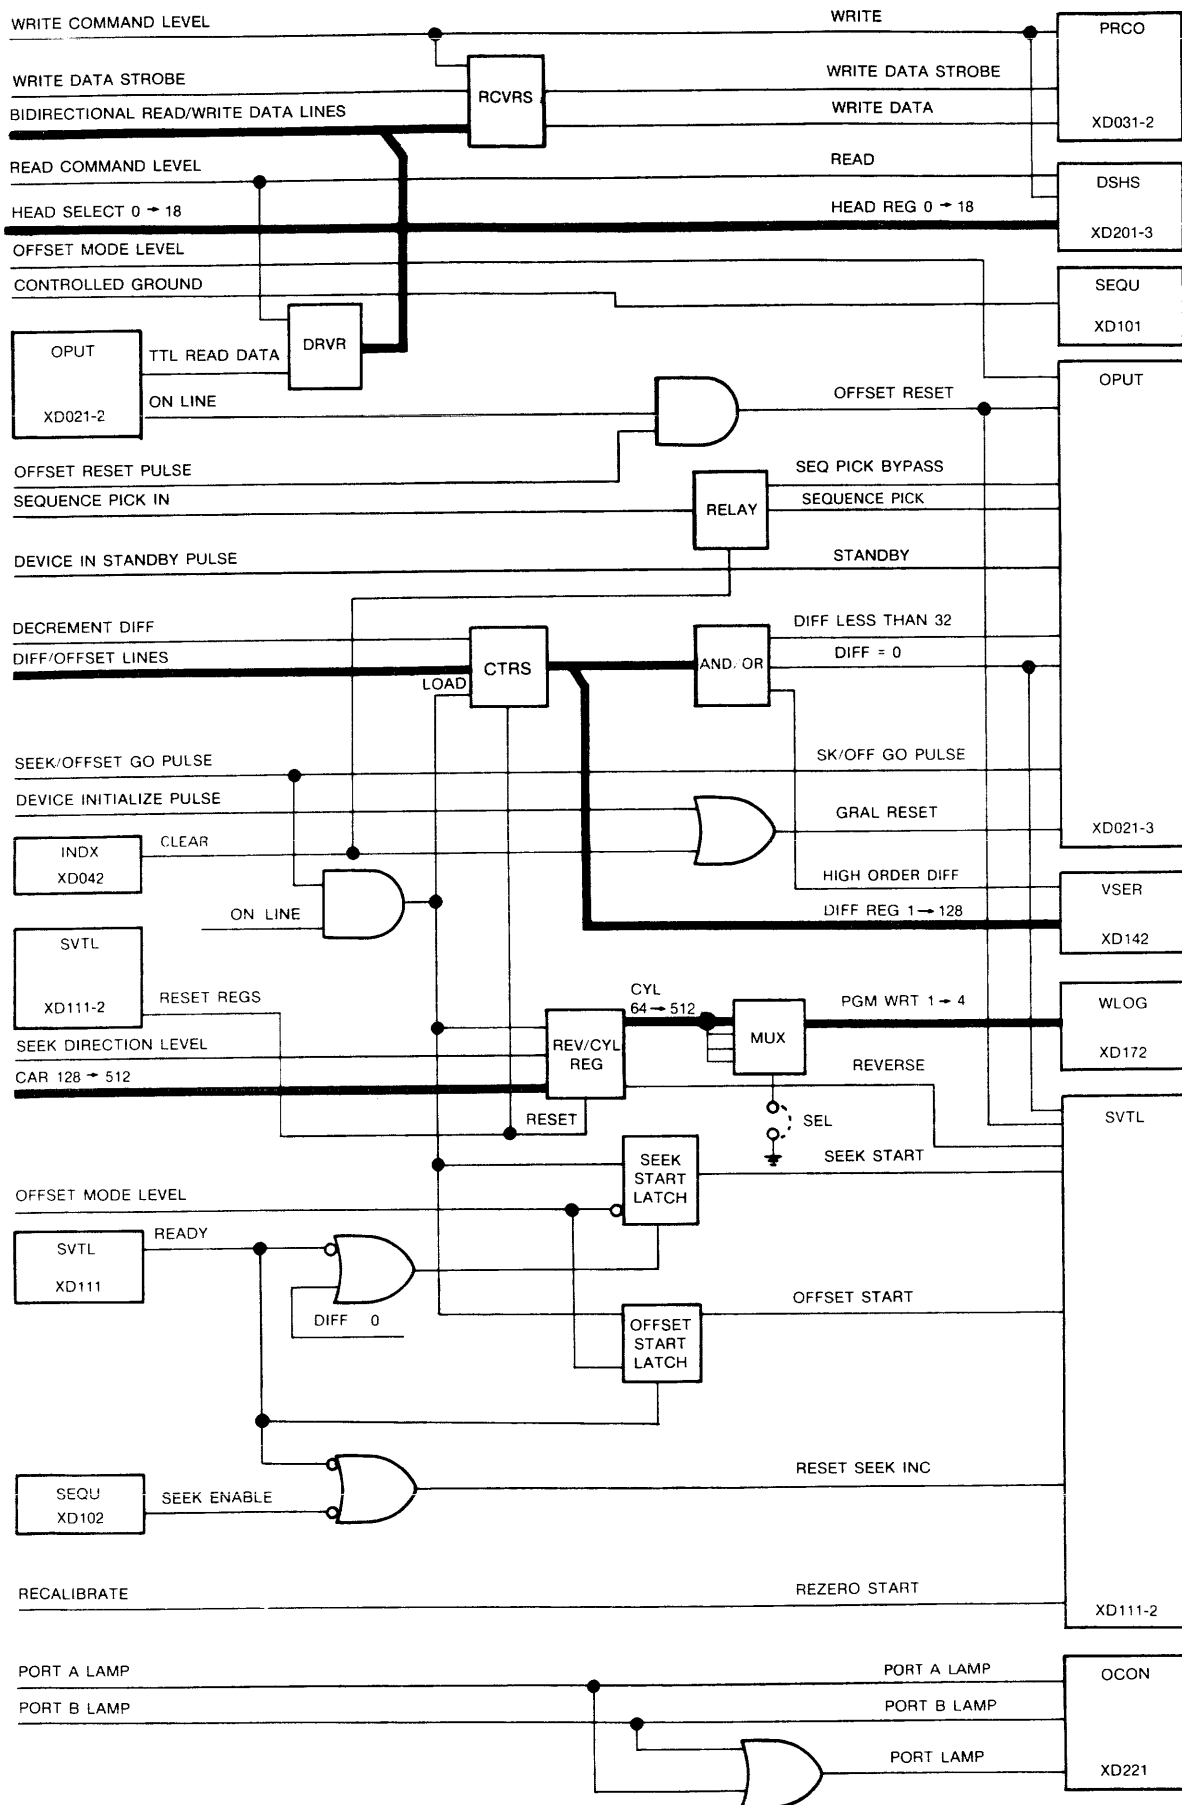 WRITE COMMAND LEVEL
WRITE
PRCO
WRITE DATA STROBE
RCVRS
WRITE DATA STROBE
BIDIRECTIONAL READ/WRITE DATA LINES
WRITE DATA
XD031-2
READ COMMAND LEVEL
READ
DSHS
HEAD SELECT 0 → 18
HEAD REG 0 → 18
XD201-3
OFFSET MODE LEVEL
CONTROLLED GROUND
SEQU
XD101
OPUT
TTL READ DATA
DRVR
XD021-2
ON LINE
OPUT
OFFSET RESET
OFFSET RESET PULSE
SEQ PICK BYPASS
SEQUENCE PICK IN
RELAY
SEQUENCE PICK
DEVICE IN STANDBY PULSE
STANDBY
DECREMENT DIFF
DIFF LESS THAN 32
DIFF/OFFSET LINES
CTRS
AND/OR
DIFF = 0
LOAD
SEEK/OFFSET GO PULSE
SK/OFF GO PULSE
DEVICE INITIALIZE PULSE
GRAL RESET
XD021-3
INDX
XD042
CLEAR
HIGH ORDER DIFF
VSER
ON LINE
DIFF REG 1 → 128
XD142
SVTL
XD111-2
RESET REGS
CYL
64 → 512
PGM WRT 1 → 4
WLOG
SEEK DIRECTION LEVEL
REV/CYL
REG
MUX
XD172
CAR 128 → 512
REVERSE
RESET
SEL
SVTL
SEEK
START
LATCH
SEEK START
OFFSET MODE LEVEL
SVTL
XD111
READY
DIFF 0
OFFSET
START
LATCH
OFFSET START
SEQU
XD102
SEEK ENABLE
RESET SEEK INC
RECALIBRATE
REZERO START
XD111-2
PORT A LAMP
PORT A LAMP
OCON
PORT B LAMP
PORT B LAMP
PORT LAMP
XD221